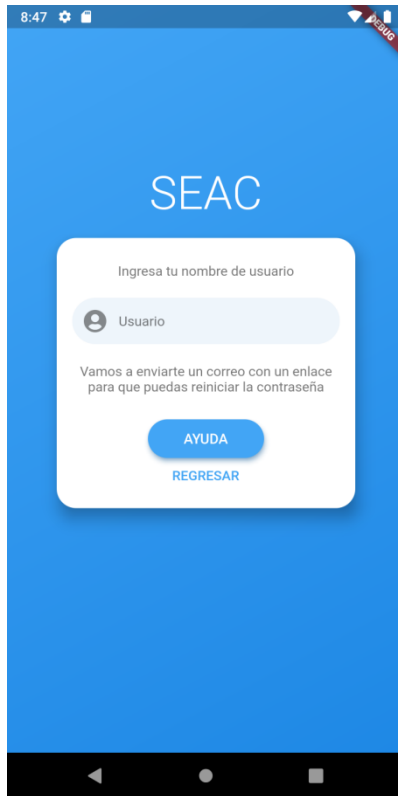 8:47
DEBUG
SEAC
Ingresa tu nombre de usuario
Usuario
Vamos a enviarte un correo con un enlace
para que puedas reiniciar la contraseña
AYUDA
REGRESAR